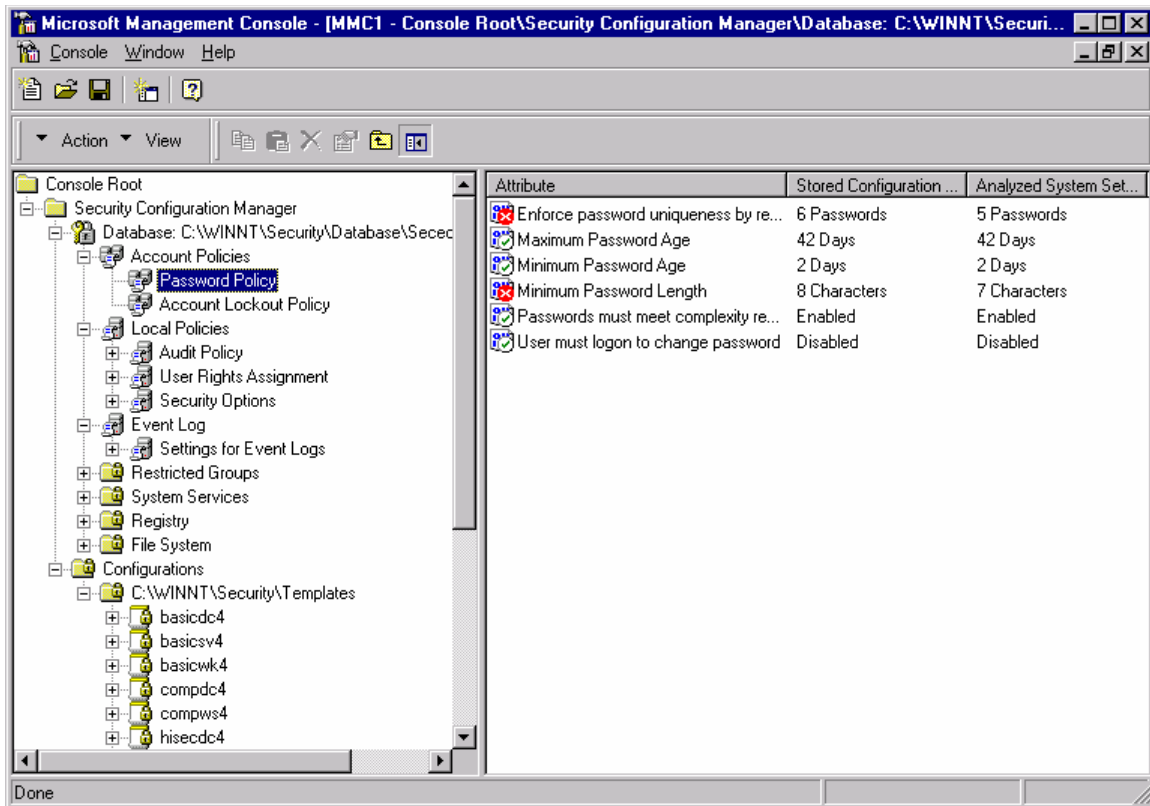 Microsoft Management Console - [MMC1 - Console Root\Security Configuration Manager\Database: C:\WINNT\Securi...
Console Window Help
Action View
Console Root
Security Configuration Manager
Database: C:\WINNT\Security\Database\Seced
Account Policies
Password Policy
Account Lockout Policy
Local Policies
Audit Policy
User Rights Assignment
Security Options
Event Log
Settings for Event Logs
Restricted Groups
System Services
Registry
File System
Configurations
C:\WINNT\Security\Templates
basicdc4
basicsv4
basicwk4
compdc4
compws4
hisecdc4
Attribute Stored Configuration ... Analyzed System Set...
Enforce password uniqueness by re... 6 Passwords 5 Passwords
Maximum Password Age 42 Days 42 Days
Minimum Password Age 2 Days 2 Days
Minimum Password Length 8 Characters 7 Characters
Passwords must meet complexity re... Enabled Enabled
User must logon to change password Disabled Disabled
Done